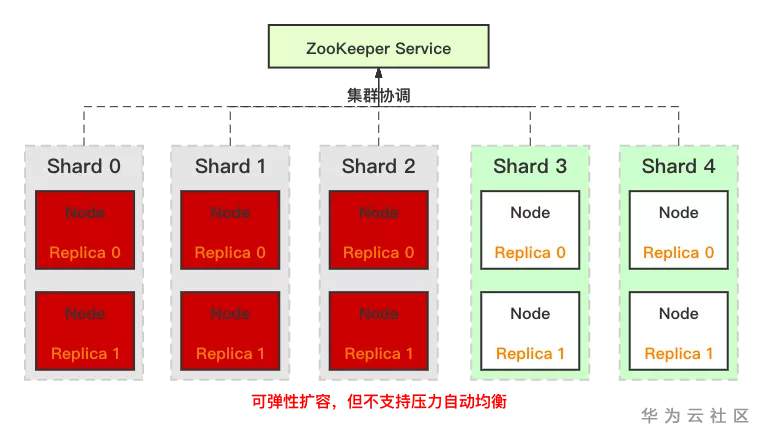 ZooKeeper Service
集群协调
Shard 0 Shard 1 Shard 2 Shard 3 Shard 4
Node Node Node Node Node
Replica 0 Replica 0 Replica 0 Replica 0 Replica 0
Node Node Node Node Node
Replica 1 Replica 1 Replica 1 Replica 1 Replica 1
可弹性扩容，但不支持压力自动均衡
华为云社区